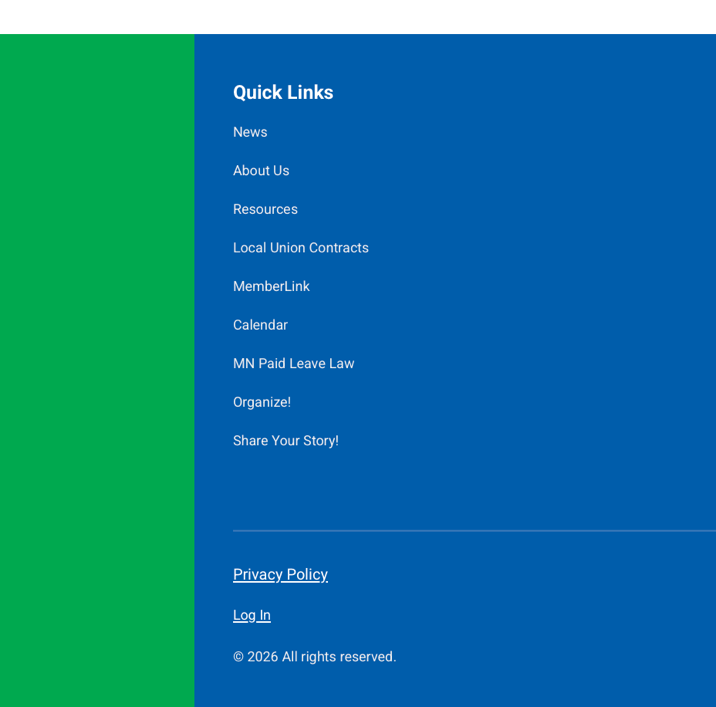 Quick Links
News
About Us
Resources
Local Union Contracts
MemberLink
Calendar
MN Paid Leave Law
Organize!
Share Your Story!
Privacy Policy
Log In
© 2026 All rights reserved.